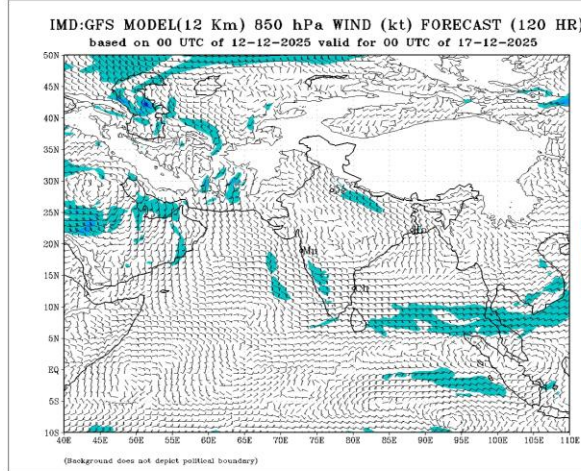 IMD:GFS MODEL(12 Km) 850 hPa WIND (kt) FORECAST (120 HR)
based on 00 UTC of 12-12-2025 valid for 00 UTC of 17-12-2025
50N
45N
40N
35N
30N
25N
20N
15N
10N
5N
EQ
5S
10S
40E 45E 50E 55E 60E 65E 70E 75E 80E 85E 90E 95E 100E 105E 110E
(Background does not depict political boundary)